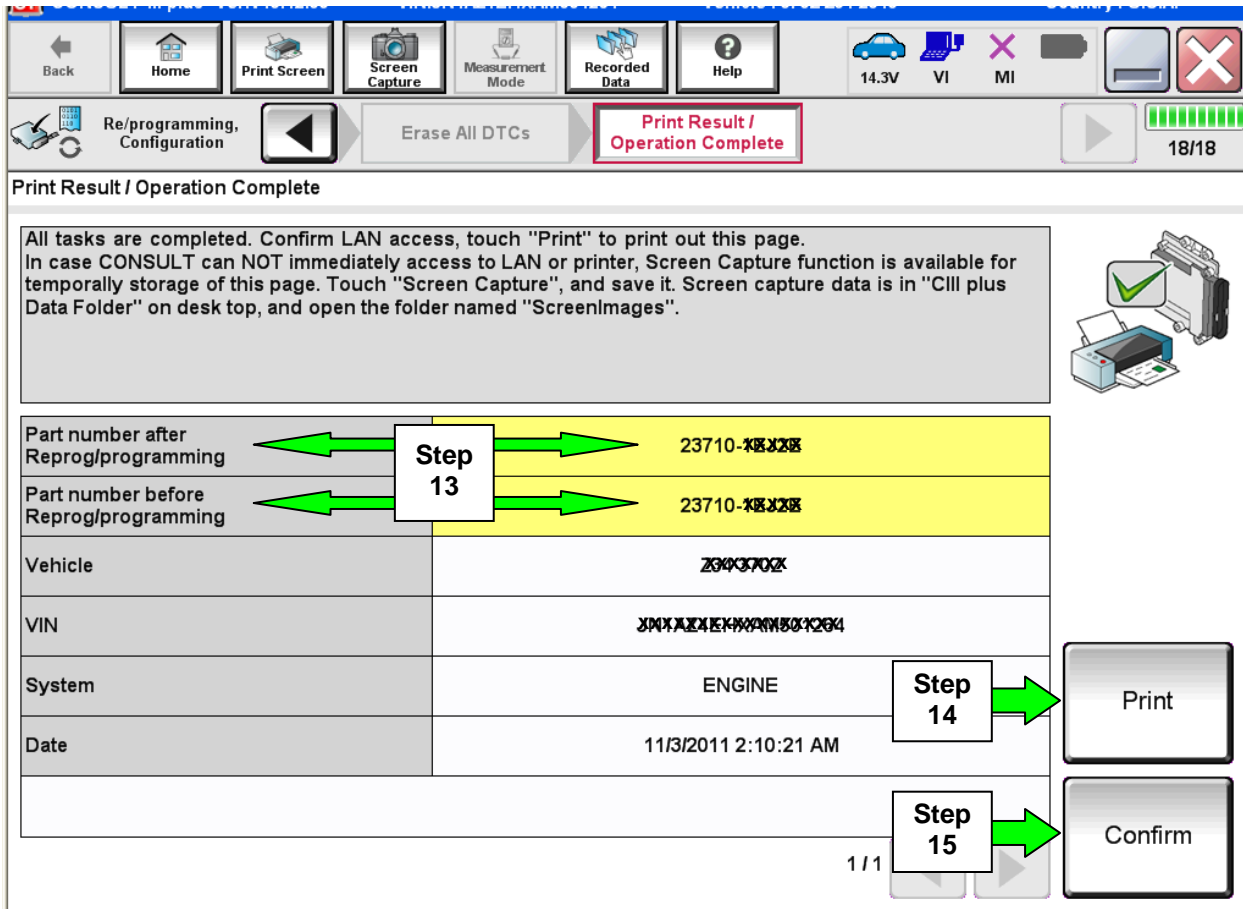 Back
Home
Print Screen
Screen
Capture
Measurement
Mode
Recorded
Data
Help
14.3V
VI
MI
Re/programming,
Configuration
Erase All DTCs
Print Result /
Operation Complete
18/18
Print Result / Operation Complete
All tasks are completed. Confirm LAN access, touch "Print" to print out this page.
In case CONSULT can NOT immediately access to LAN or printer, Screen Capture function is available for
temporally storage of this page. Touch "Screen Capture", and save it. Screen capture data is in "CIII plus
Data Folder" on desk top, and open the folder named "ScreenImages".
Part number after
Reprog/programming
Step
13
23710-
Part number before
Reprog/programming
23710-
Vehicle
VIN
System
ENGINE
Step
14
Print
Date
11/3/2011 2:10:21 AM
Step
15
Confirm
1/1